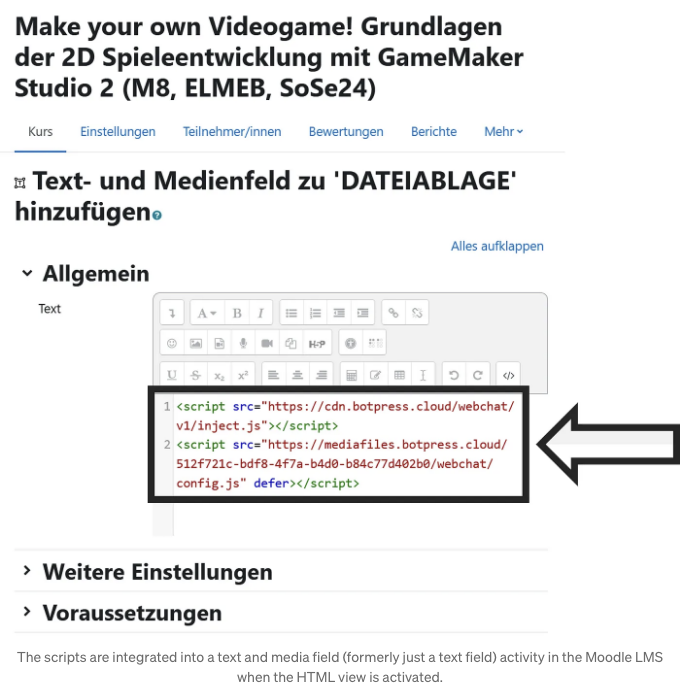 Make your own Videogame! Grundlagen
der 2D Spieleentwicklung mit GameMaker
Studio 2 (M8, ELMEB, SoSe24)
Kurs Einstellungen Teilnehmer/innen Bewertungen Berichte Mehr
Text- und Medienfeld zu 'DATEIABLAGE'
hinzufügen
Alles aufklappen
Allgemein
Text
A B I
H5P
U S x₂ x² </>
1 <script src="https://cdn.botpress.cloud/webchat/
v1/inject.js"></script>
2 <script src="https://mediafiles.botpress.cloud/
512f721c-bdf8-4f7a-b4d0-b84c77d402b0/webchat/
config.js" defer></script>
Weitere Einstellungen
Voraussetzungen
The scripts are integrated into a text and media field (formerly just a text field) activity in the Moodle LMS
when the HTML view is activated.